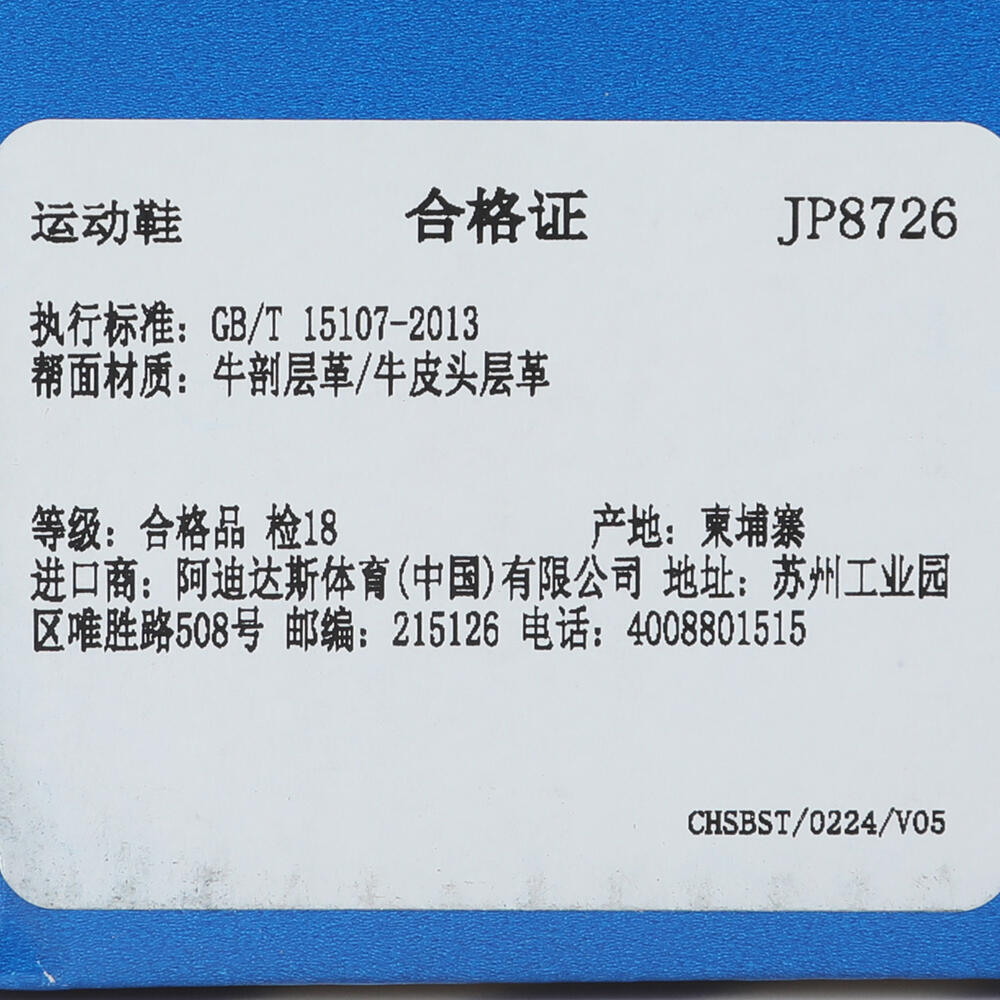 运动鞋 合格证 JP8726
执行标准: GB/T 15107-2013
帮面材质: 牛剖层革/牛皮头层革
等级: 合格品 检18 产地: 柬埔寨
进口商: 阿迪达斯体育(中国)有限公司 地址: 苏州工业园
区唯胜路508号 邮编: 215126 电话: 4008801515
CHSBST/0224/V05